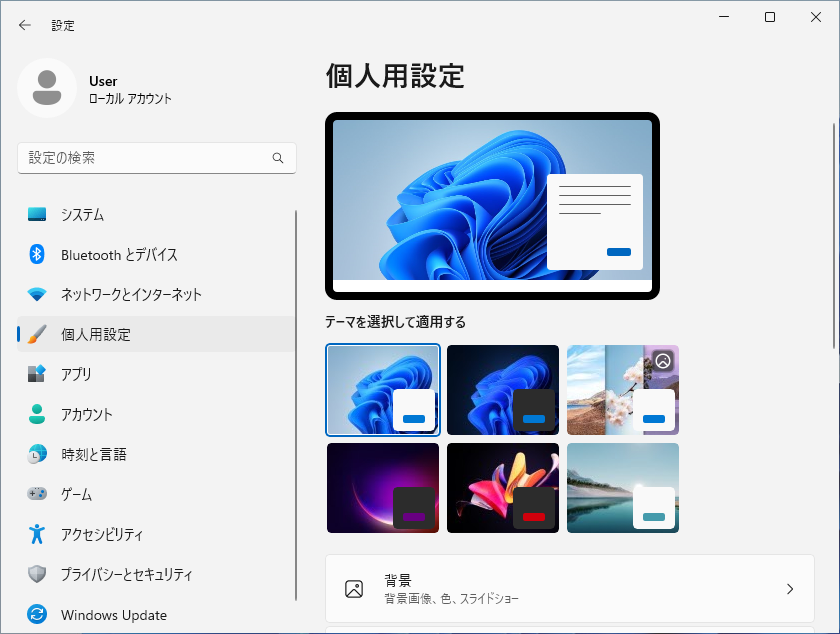 設定
User
ローカル アカウント
設定の検索
システム
Bluetooth とデバイス
ネットワークとインターネット
個人用設定
アプリ
アカウント
時刻と言語
ゲーム
アクセシビリティ
プライバシーとセキュリティ
Windows Update
個人用設定
テーマを選択して適用する
背景
背景画像、色、スライドショー